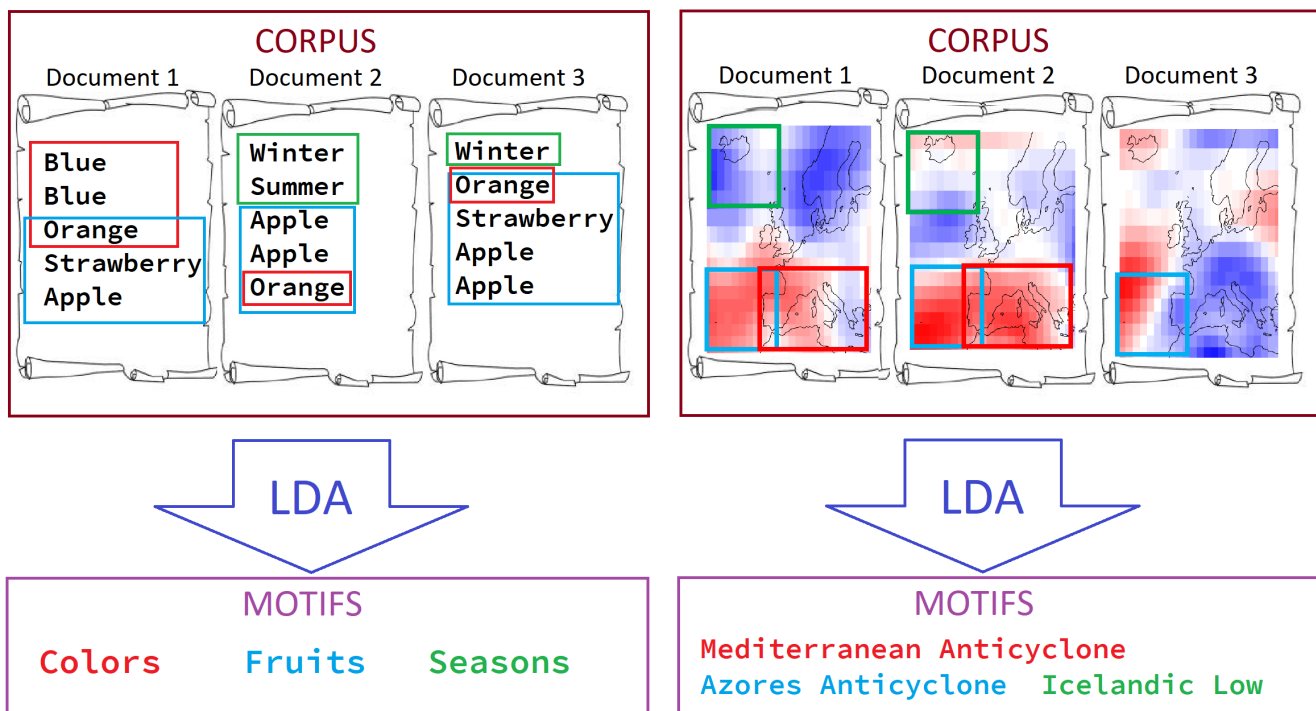 CORPUS
Document 1
Document 2
Document 3
Blue
Blue
Orange
Strawberry
Apple
Winter
Summer
Apple
Apple
Orange
Winter
Orange
Strawberry
Apple
Apple
LDA
MOTIFS
Colors
Fruits
Seasons
CORPUS
Document 1
Document 2
Document 3
LDA
MOTIFS
Mediterranean Anticyclone
Azores Anticyclone
Icelandic Low